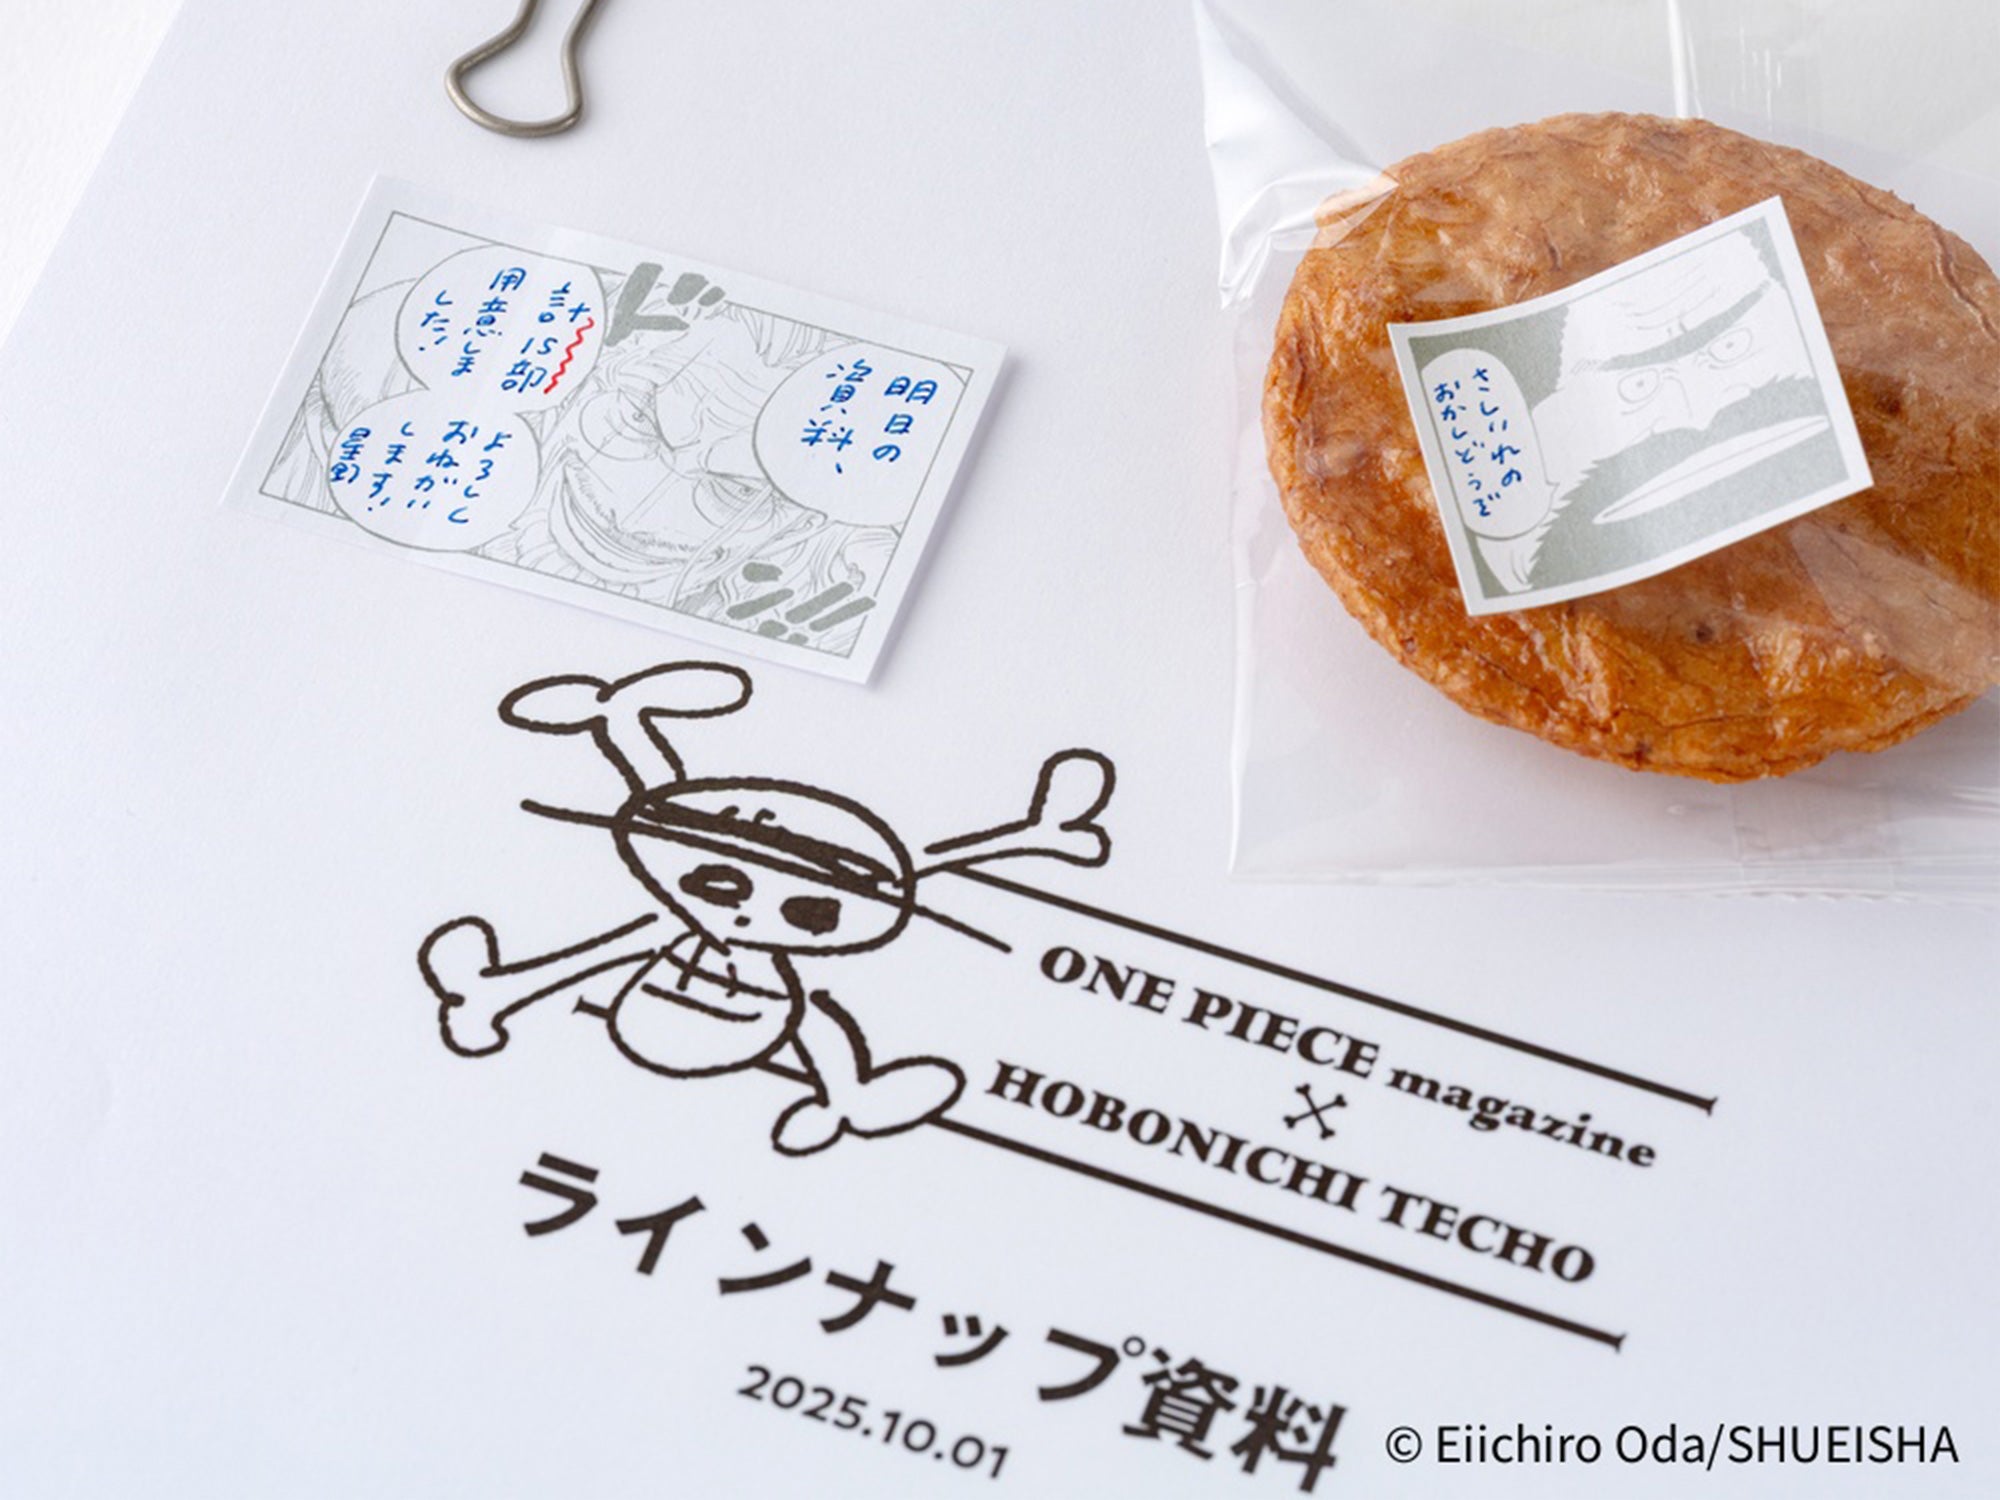 明日の
資料、
計15部
用意しま
した！
よろしく
おねがい
します！
星野
ド
ン!!
さしいれの
おかしどうぞ
ONE PIECE magazine
HOBONICHI TECHO
ラインナップ資料
2025.10.01
© Eiichiro Oda/SHUEISHA